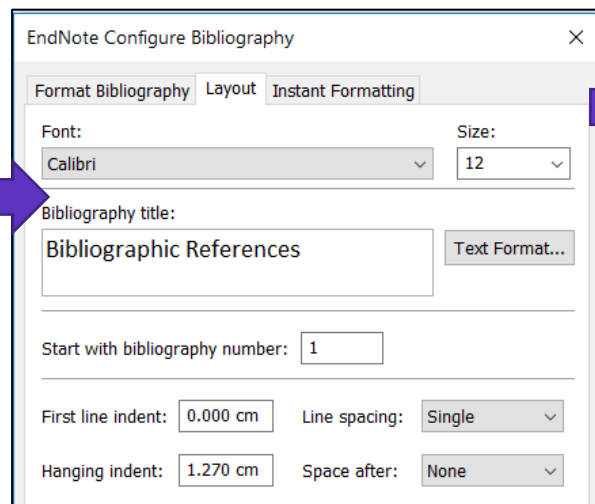 EndNote Configure Bibliography
Format Bibliography Layout Instant Formatting
Font: Size:
Calibri 12
Bibliography title:
Bibliographic References Text Format...
Start with bibliography number: 1
First line indent: 0.000 cm Line spacing: Single
Hanging indent: 1.270 cm Space after: None